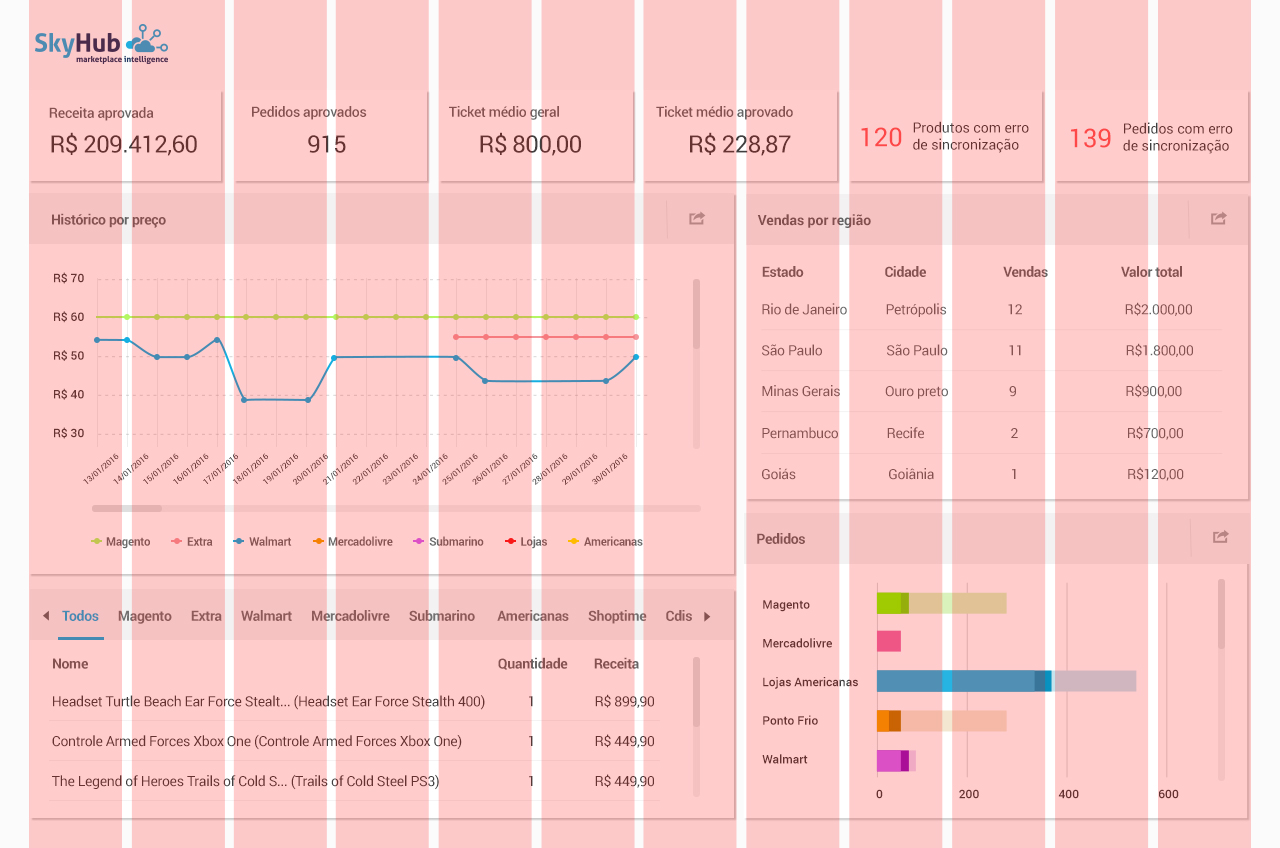 SkyHub
marketplace intelligence
Receita aprovada
R$ 209.412,60
Pedidos aprovados
915
Ticket médio geral
R$ 800,00
Ticket médio aprovado
R$ 228,87
120 Produtos com erro
de sincronização
139 Pedidos com erro
de sincronização
Histórico por preço
R$ 70
R$ 60
R$ 50
R$ 40
R$ 30
13/01/2016 14/01/2016 15/01/2016 16/01/2016 17/01/2016 18/01/2016 19/01/2016 20/01/2016 21/01/2016 22/01/2016 23/01/2016 24/01/2016 25/01/2016 26/01/2016 27/01/2016 28/01/2016 29/01/2016 30/01/2016
Magento Extra Walmart Mercadolivre Submarino Lojas Americanas
Vendas por região
Estado Cidade Vendas Valor total
Rio de Janeiro Petrópolis 12 R$2.000,00
São Paulo São Paulo 11 R$1.800,00
Minas Gerais Ouro preto 9 R$900,00
Pernambuco Recife 2 R$700,00
Goiás Goiânia 1 R$120,00
Todos Magento Extra Walmart Mercadolivre Submarino Americanas Shoptime Cdis
Nome Quantidade Receita
Headset Turtle Beach Ear Force Stealt... (Headset Ear Force Stealth 400) 1 R$ 899,90
Controle Armed Forces Xbox One (Controle Armed Forces Xbox One) 1 R$ 449,90
The Legend of Heroes Trails of Cold S... (Trails of Cold Steel PS3) 1 R$ 449,90
Pedidos
Magento
Mercadolivre
Lojas Americanas
Ponto Frio
Walmart
0 200 400 600